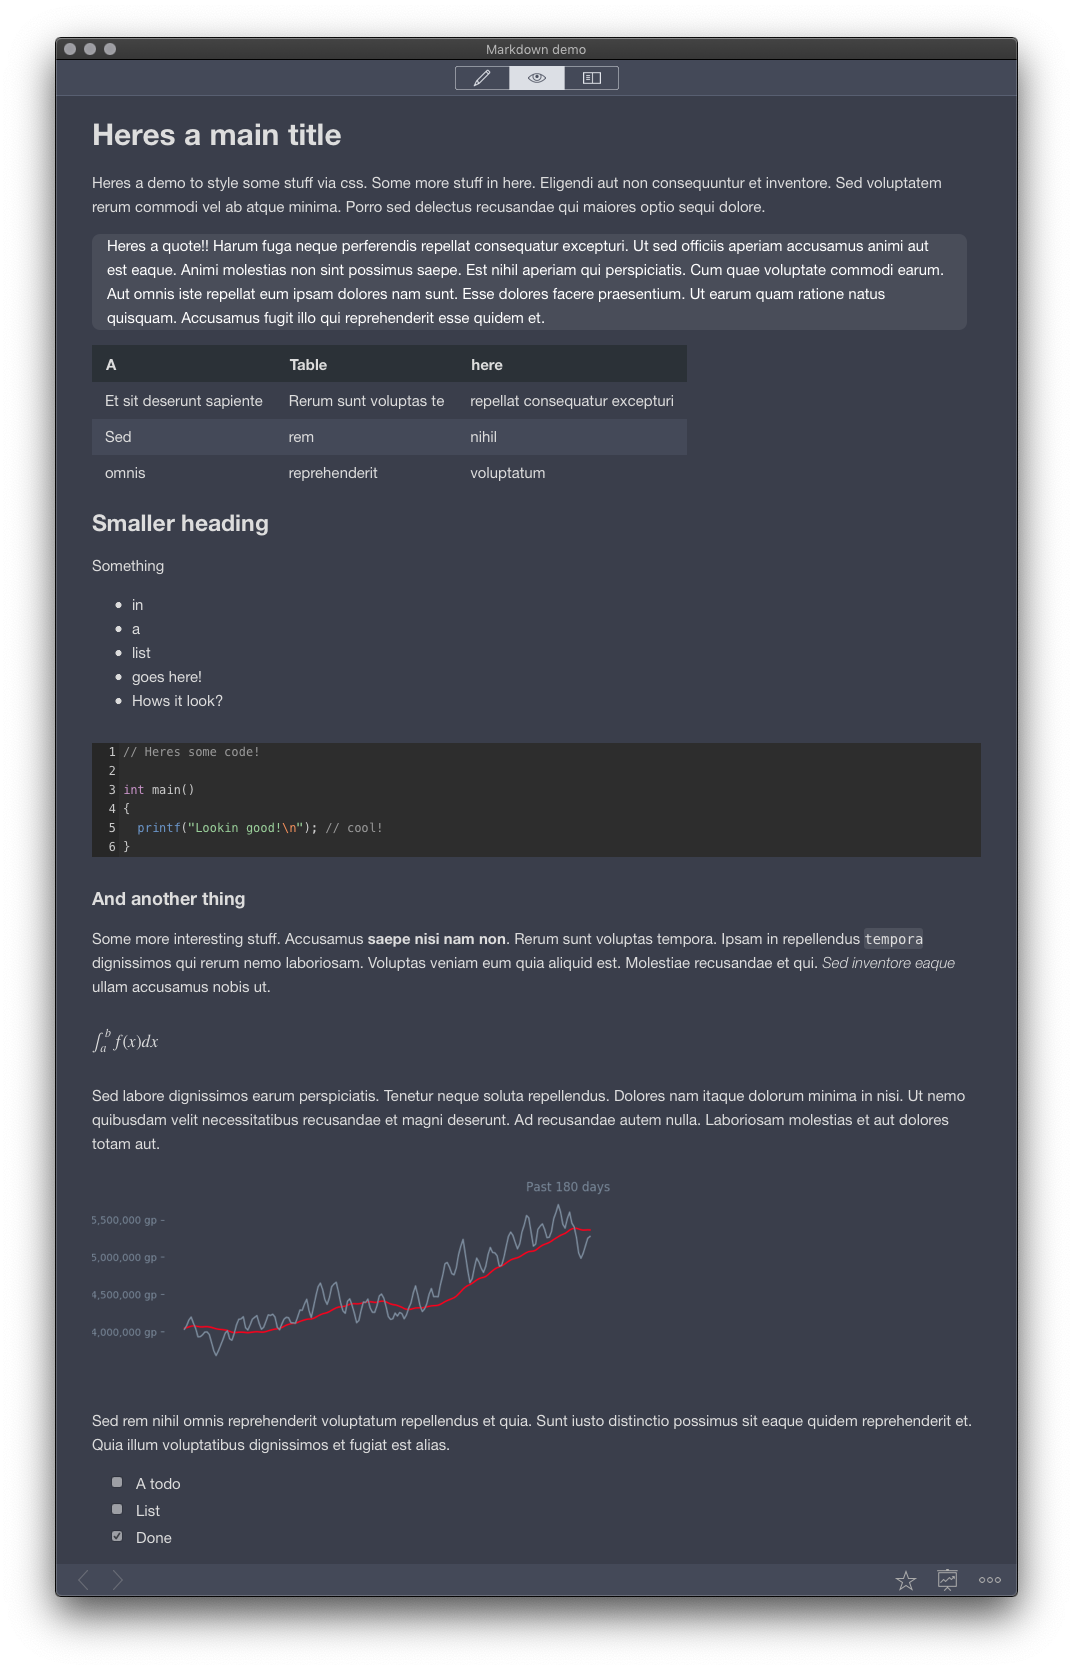 Markdown demo
Heres a main title
Heres a demo to style some stuff via css. Some more stuff in here. Eligendi aut non consequuntur et inventore. Sed voluptatem
rerum commodi vel ab atque minima. Porro sed delectus recusandae qui maiores optio sequi dolore.
Heres a quote!! Harum fuga neque perferendis repellat consequatur excepturi. Ut sed officiis aperiam accusamus animi aut
est eaque. Animi molestias non sint possimus saepe. Est nihil aperiam qui perspiciatis. Cum quae voluptate commodi earum.
Aut omnis iste repellat eum ipsam dolores nam sunt. Esse dolores facere praesentium. Ut earum quam ratione natus
quisquam. Accusamus fugit illo qui reprehenderit esse quidem et.
A Table here
Et sit deserunt sapiente Rerum sunt voluptas te repellat consequatur excepturi
Sed rem nihil
omnis reprehenderit voluptatum
Smaller heading
Something
• in
• a
• list
• goes here!
• Hows it look?
1 // Heres some code!
2
3 int main()
4 {
5 printf("Lookin good!\n"); // cool!
6 }
And another thing
Some more interesting stuff. Accusamus saepe nisi nam non. Rerum sunt voluptas tempora. Ipsam in repellendus tempora
dignissimos qui rerum nemo laboriosam. Voluptas veniam eum quia aliquid est. Molestiae recusandae et qui. Sed inventore eaque
ullam accusamus nobis ut.
∫_a^b f(x)dx
Sed labore dignissimos earum perspiciatis. Tenetur neque soluta repellendus. Dolores nam itaque dolorum minima in nisi. Ut nemo
quibusdam velit necessitatibus recusandae et magni deserunt. Ad recusandae autem nulla. Laboriosam molestias et aut dolores
totam aut.
Past 180 days
5,500,000 gp
5,000,000 gp
4,500,000 gp
4,000,000 gp
Sed rem nihil omnis reprehenderit voluptatum repellendus et quia. Sunt iusto distinctio possimus sit eaque quidem reprehenderit et.
Quia illum voluptatibus dignissimos et fugiat est alias.
A todo
List
Done